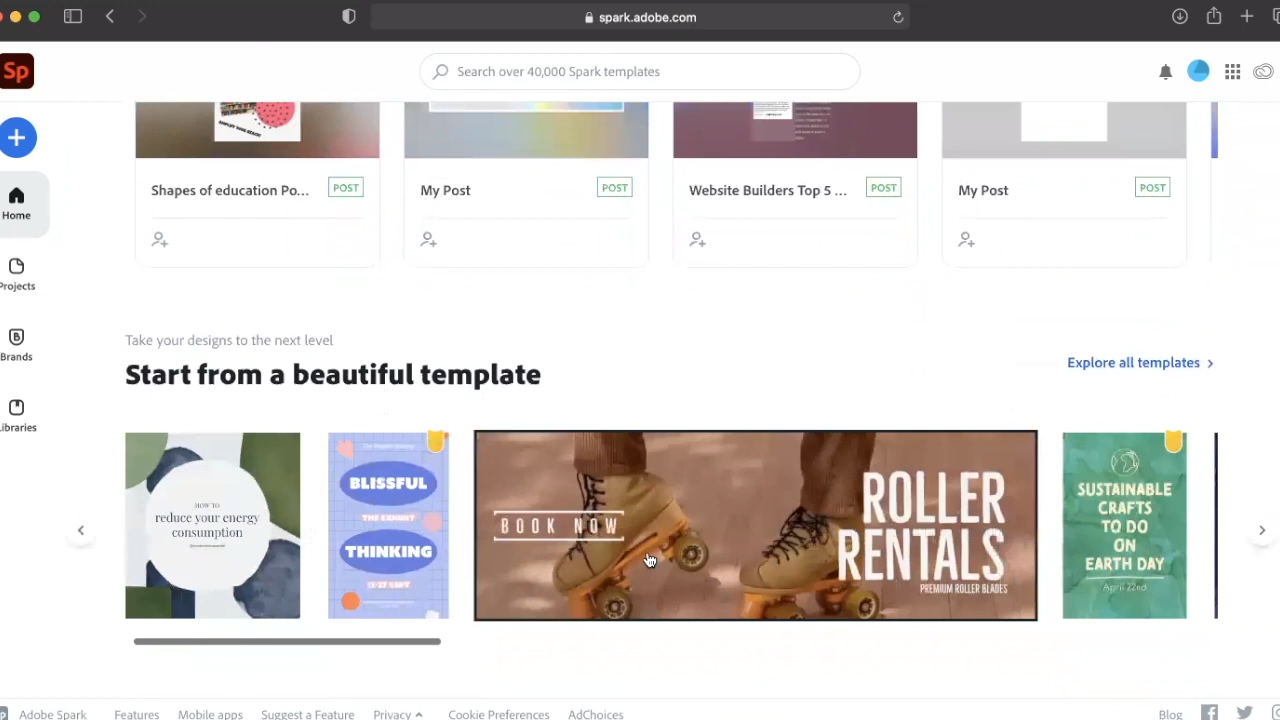 spark.adobe.com
Sp
Search over 40,000 Spark templates
Home
Projects
Brands
Libraries
Shapes of education Po... POST
My Post POST
Website Builders Top 5 ... POST
My Post POST
Take your designs to the next level
Start from a beautiful template
Explore all templates
HOW TO
reduce your energy
consumption
BLISSFUL
THE EXHIBIT
THINKING
BOOK NOW
ROLLER
RENTALS
PREMIUM ROLLER BLADES
SUSTAINABLE
CRAFTS
TO DO
ON
EARTH DAY
April 22nd
Adobe Spark Features Mobile apps Suggest a Feature Privacy Cookie Preferences AdChoices Blog